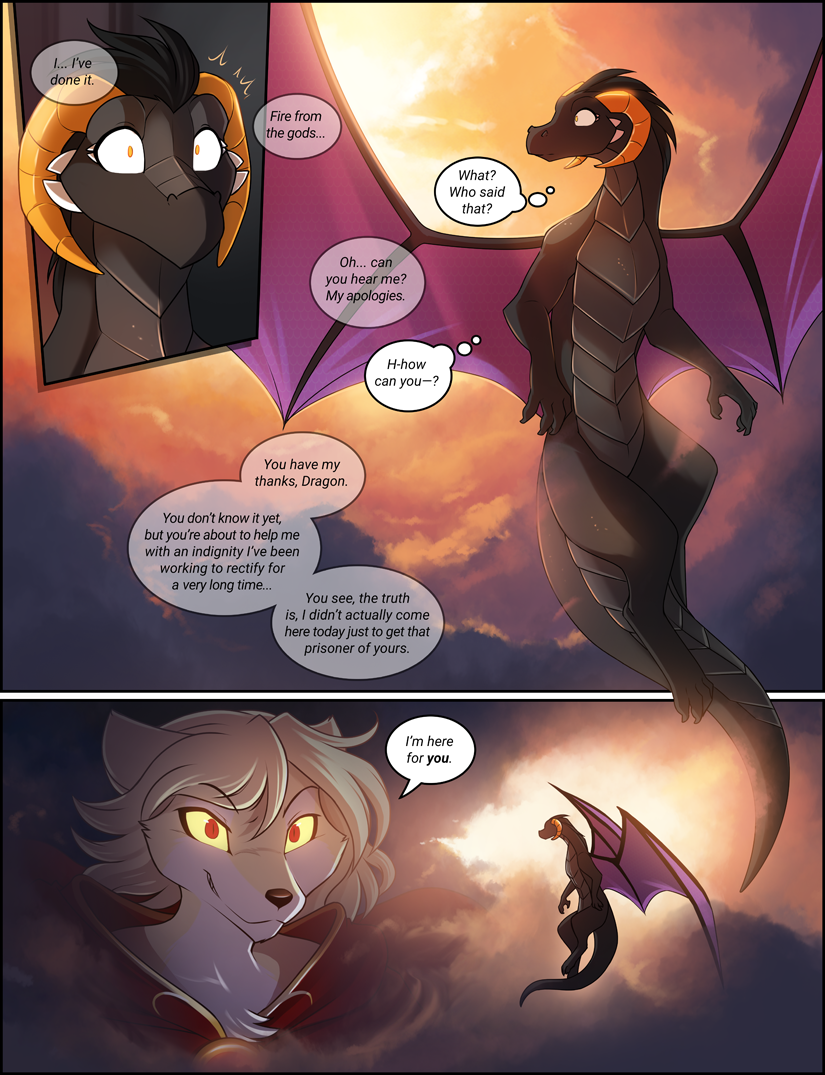 I... I've
done it.
Fire from
the gods...
What?
Who said
that?
Oh... can
you hear me?
My apologies.
H-how
can you—?
You have my
thanks, Dragon.
You don't know it yet,
but you're about to help me
with an indignity I've been
working to rectify for
a very long time...
You see, the truth
is, I didn't actually come
here today just to get that
prisoner of yours.
I'm here
for you.